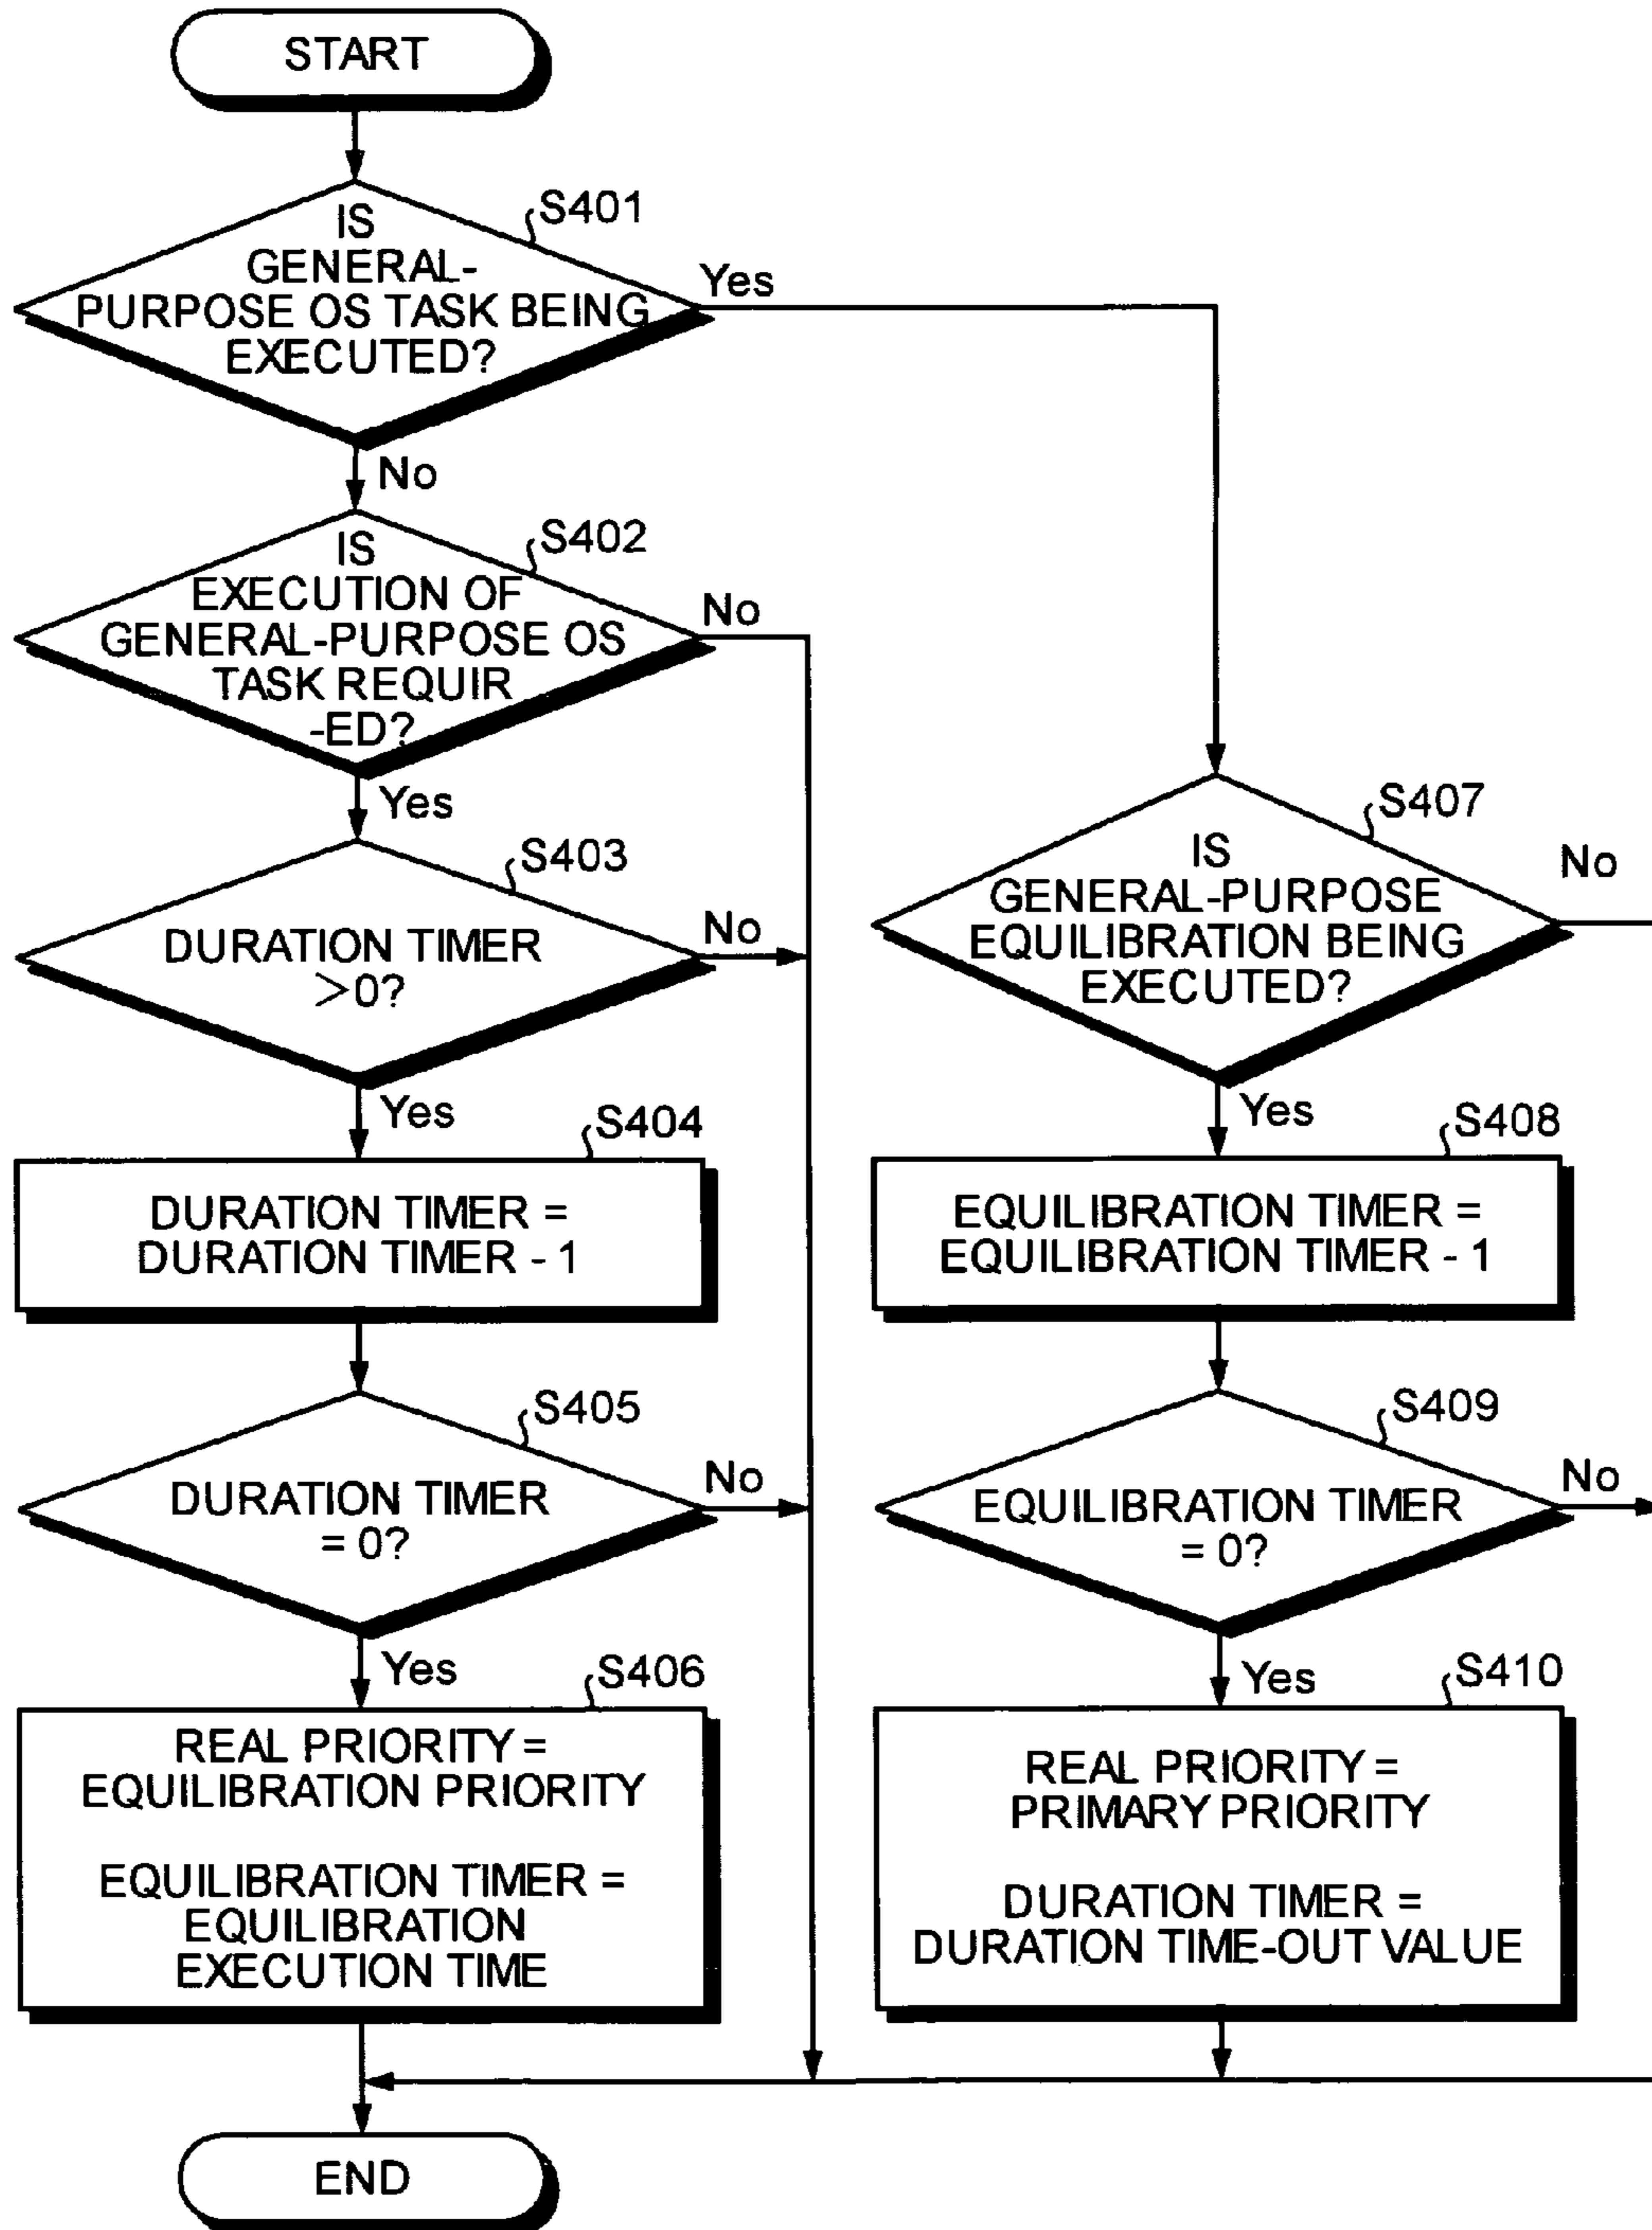 START
S401
IS
GENERAL-
PURPOSE OS TASK BEING
EXECUTED?
Yes
No
S402
IS
EXECUTION OF
GENERAL-PURPOSE OS
TASK REQUIR
-ED?
No
Yes
S403
DURATION TIMER
>0?
No
Yes
S404
DURATION TIMER =
DURATION TIMER - 1
S405
DURATION TIMER
= 0?
No
Yes
S406
REAL PRIORITY =
EQUILIBRATION PRIORITY
EQUILIBRATION TIMER =
EQUILIBRATION
EXECUTION TIME
S407
IS
GENERAL-PURPOSE
EQUILIBRATION BEING
EXECUTED?
No
Yes
S408
EQUILIBRATION TIMER =
EQUILIBRATION TIMER - 1
S409
EQUILIBRATION TIMER
= 0?
No
Yes
S410
REAL PRIORITY =
PRIMARY PRIORITY
DURATION TIMER =
DURATION TIME-OUT VALUE
END